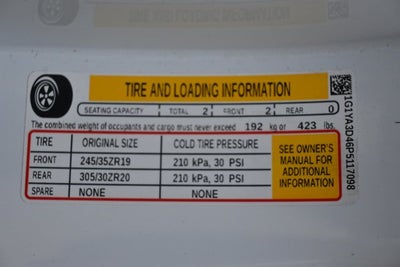 TIRE AND LOADING INFORMATION
SEATING CAPACITY TOTAL 2 FRONT 2 REAR 0
The combined weight of occupants and cargo must never exceed 192 kg or 423 lbs.
TIRE ORIGINAL SIZE COLD TIRE PRESSURE
FRONT 245/35ZR19 210 kPa, 30 PSI
REAR 305/30ZR20 210 kPa, 30 PSI
SPARE NONE NONE
SEE OWNER'S
MANUAL FOR
ADDITIONAL
INFORMATION
1G1YA3D46P5117098